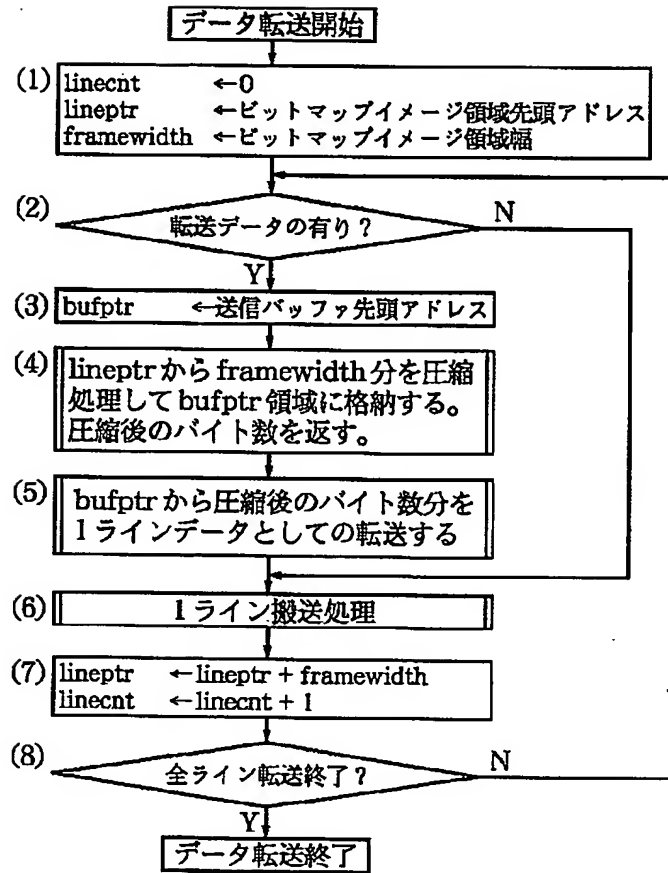 データ転送開始
(1) linecnt ←0
lineptr ←ビットマップイメージ領域先頭アドレス
framewidth ←ビットマップイメージ領域幅
(2) 転送データの有り? N
Y
(3) bufptr ←送信バッファ先頭アドレス
(4) lineptrからframewidth分を圧縮
処理してbufptr領域に格納する。
圧縮後のバイト数を返す。
(5) bufptrから圧縮後のバイト数分を
1ラインデータとしての転送する
(6) 1ライン搬送処理
(7) lineptr ←lineptr + framewidth
linecnt ←linecnt + 1
(8) 全ライン転送終了? N
Y
データ転送終了